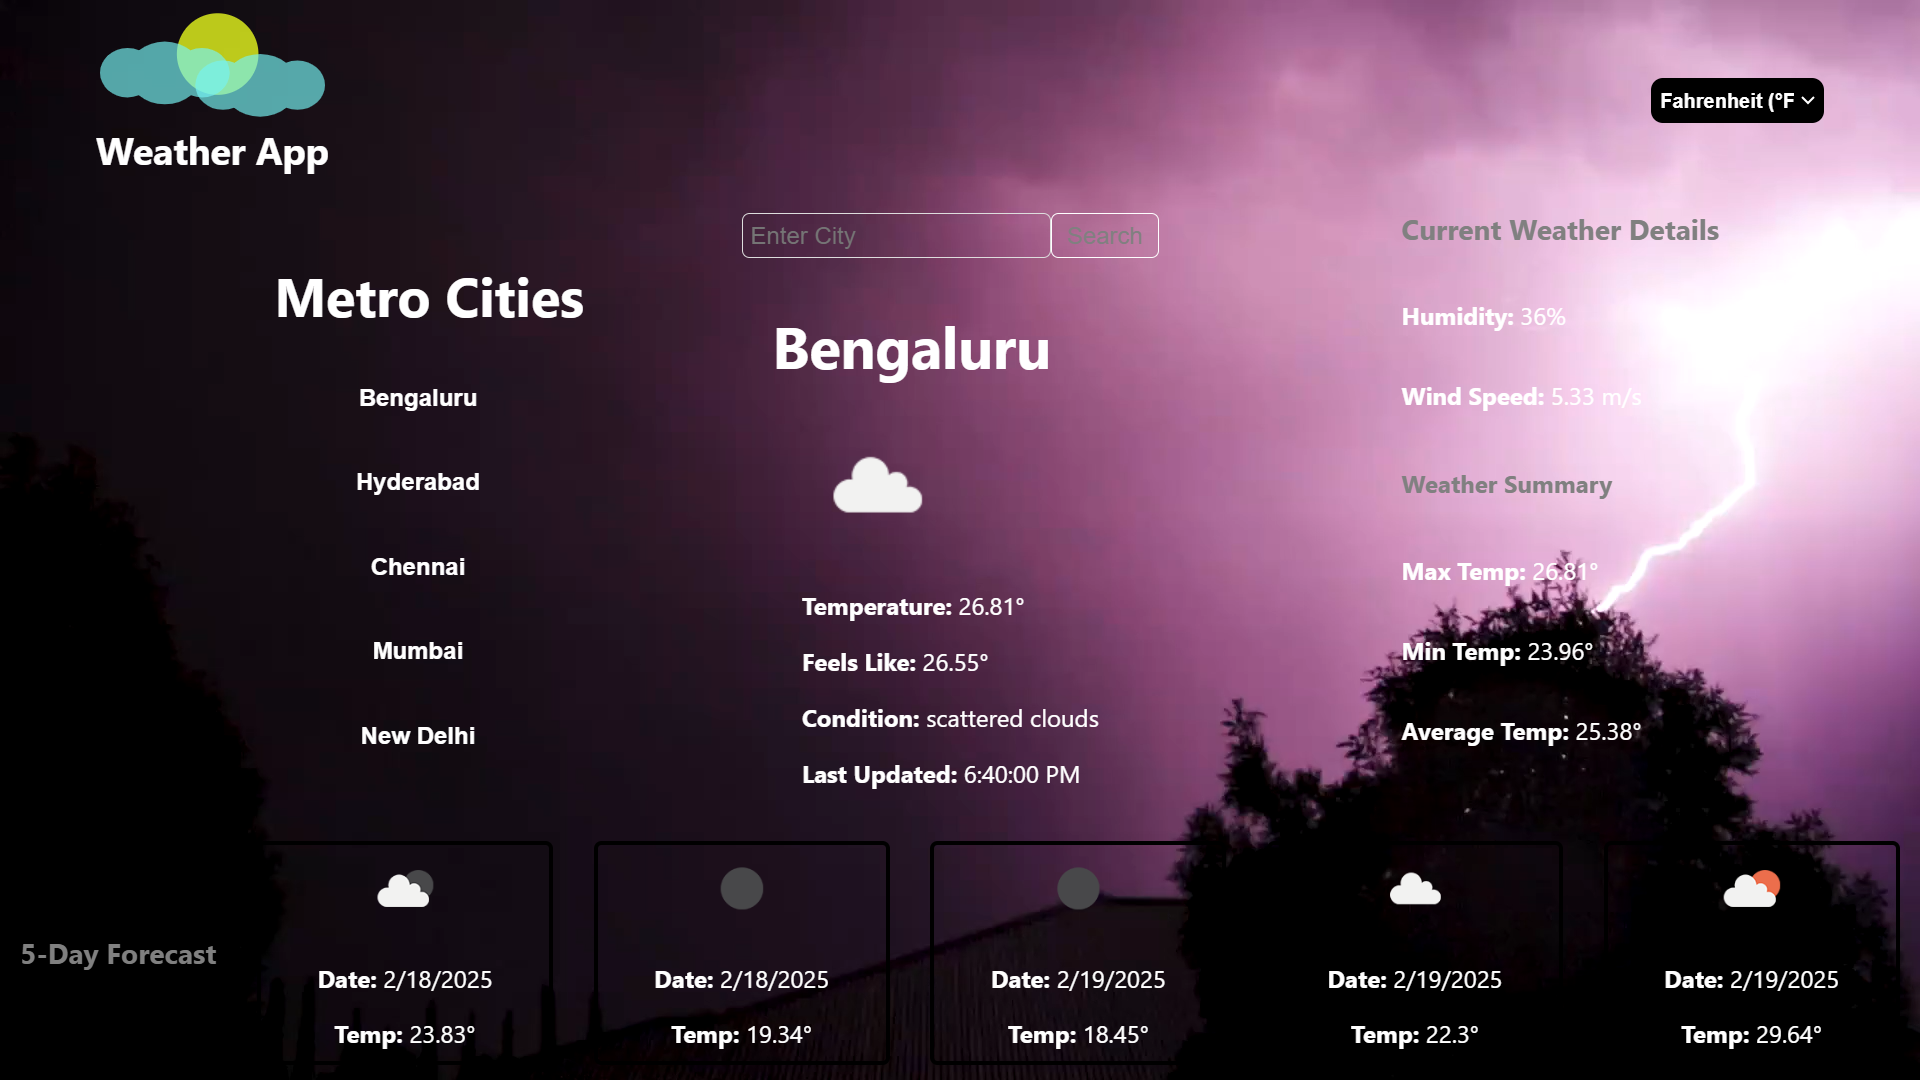 Weather App
Fahrenheit (°F
Enter City
Search
Metro Cities
Bengaluru
Hyderabad
Chennai
Mumbai
New Delhi
Bengaluru
Temperature: 26.81°
Feels Like: 26.55°
Condition: scattered clouds
Last Updated: 6:40:00 PM
Current Weather Details
Humidity: 36%
Wind Speed: 5.33 m/s
Weather Summary
Max Temp: 26.81°
Min Temp: 23.96°
Average Temp: 25.38°
5-Day Forecast
Date: 2/18/2025
Temp: 23.83°
Date: 2/18/2025
Temp: 19.34°
Date: 2/19/2025
Temp: 18.45°
Date: 2/19/2025
Temp: 22.3°
Date: 2/19/2025
Temp: 29.64°